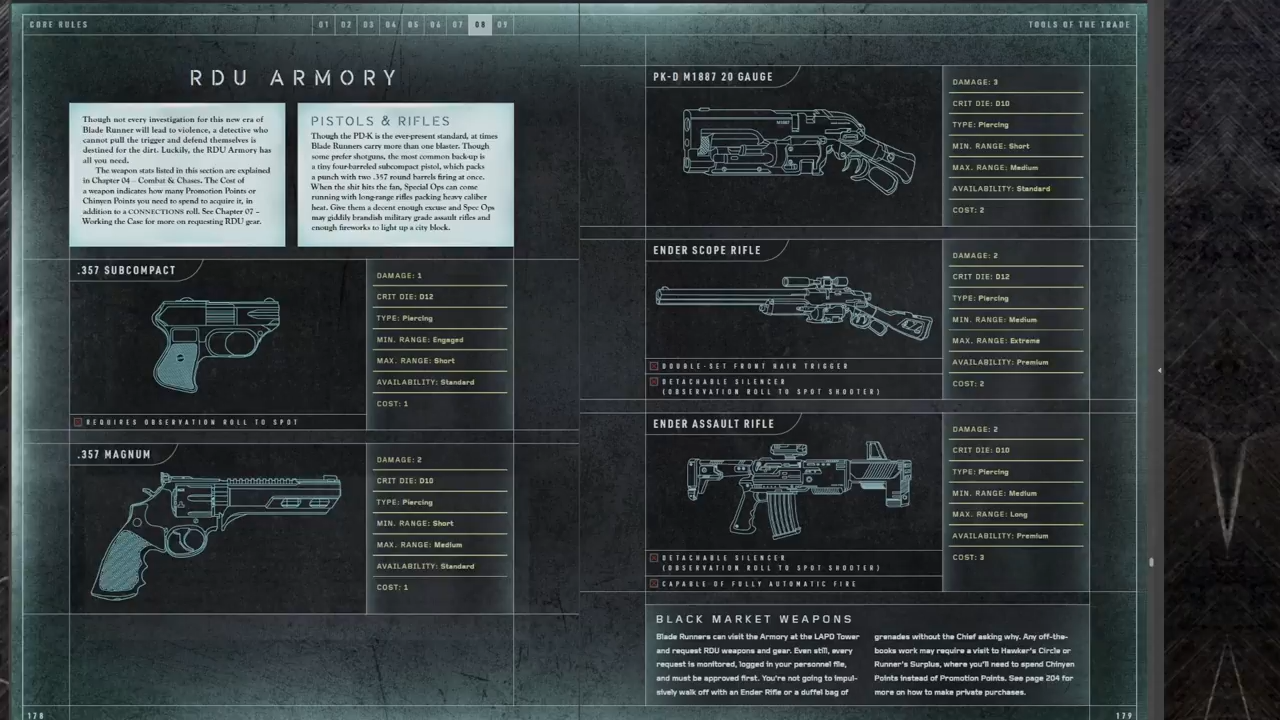 CORE RULES
01 02 03 04 05 06 07 08 09
TOOLS OF THE TRADE
RDU ARMORY
Though not every investigation for this new era of
Blade Runner will lead to violence, a detective who
cannot pull the trigger and defend themselves is
destined for the dirt. Luckily, the RDU Armory has
all you need.
The weapon stats listed in this section are explained
in Chapter 04 – Combat & Chases. The Cost of
a weapon indicates how many Promotion Points or
Chinyen Points you need to spend to acquire it, in
addition to a CONNECTIONS roll. See Chapter 07 –
Working the Case for more on requesting RDU gear.
PISTOLS & RIFLES
Though the PD-K is the ever-present standard, at times
Blade Runners carry more than one blaster. Though
some prefer shotguns, the most common back-up is
a tiny four-barreled subcompact pistol, which packs
a punch with two .357 round barrels firing at once.
When the shit hits the fan, Special Ops can come
running with long-range rifles packing heavy caliber
heat. Give them a decent enough excuse and Spec Ops
may giddily brandish military grade assault rifles and
enough fireworks to light up a city block.
.357 SUBCOMPACT
DAMAGE: 1
CRIT DIE: D12
TYPE: Piercing
MIN. RANGE: Engaged
MAX. RANGE: Short
AVAILABILITY: Standard
COST: 1
REQUIRES OBSERVATION ROLL TO SPOT
.357 MAGNUM
DAMAGE: 2
CRIT DIE: D10
TYPE: Piercing
MIN. RANGE: Short
MAX. RANGE: Medium
AVAILABILITY: Standard
COST: 1
178
PK-D M1887 20 GAUGE
M1887
DAMAGE: 3
CRIT DIE: D10
TYPE: Piercing
MIN. RANGE: Short
MAX. RANGE: Medium
AVAILABILITY: Standard
COST: 2
ENDER SCOPE RIFLE
DAMAGE: 2
CRIT DIE: D12
TYPE: Piercing
MIN. RANGE: Medium
MAX. RANGE: Extreme
AVAILABILITY: Premium
COST: 2
DOUBLE-SET FRONT HAIR TRIGGER
DETACHABLE SILENCER
(OBSERVATION ROLL TO SPOT SHOOTER)
ENDER ASSAULT RIFLE
DAMAGE: 2
CRIT DIE: D10
TYPE: Piercing
MIN. RANGE: Medium
MAX. RANGE: Long
AVAILABILITY: Premium
COST: 3
DETACHABLE SILENCER
(OBSERVATION ROLL TO SPOT SHOOTER)
CAPABLE OF FULLY AUTOMATIC FIRE
BLACK MARKET WEAPONS
Blade Runners can visit the Armory at the LAPD Tower
and request RDU weapons and gear. Even still, every
request is monitored, logged in your personnel file,
and must be approved first. You're not going to impul-
sively walk off with an Ender Rifle or a duffel bag of
grenades without the Chief asking why. Any off-the-
books work may require a visit to Hawker's Circle or
Runner's Surplus, where you'll need to spend Chinyen
Points instead of Promotion Points. See page 204 for
more on how to make private purchases.
179